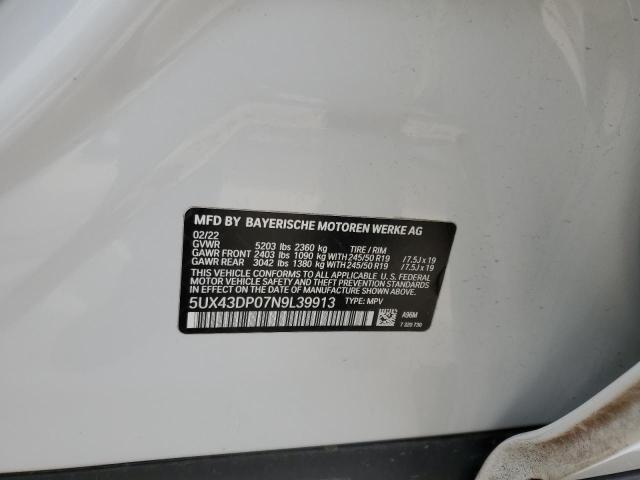 MFD BY BAYERISCHE MOTOREN WERKE AG
02/22
GVWR 5203 lbs 2360 kg TIRE / RIM
GAWR FRONT 2403 lbs 1090 kg WITH 245/50 R19 / 7.5J x 19
GAWR REAR 3042 lbs 1380 kg WITH 245/50 R19 / 7.5J x 19
THIS VEHICLE CONFORMS TO ALL APPLICABLE U.S. FEDERAL
MOTOR VEHICLE SAFETY AND THEFT PREVENTION STANDARDS
IN EFFECT ON THE DATE OF MANUFACTURE SHOWN ABOVE.
5UX43DP07N9L39913 TYPE: MPV
A96M
7 320 730